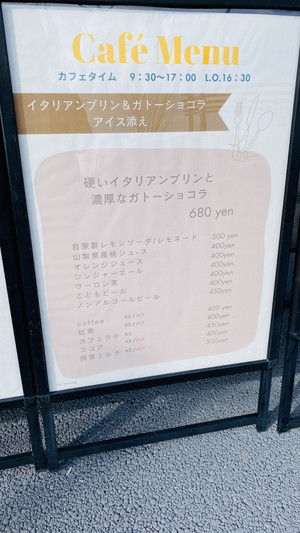 Café Menu
カフェタイム 9:30～17:00 L.O.16:30
イタリアンプリン＆ガトーショコラ
アイス添え
硬いイタリアンプリンと
濃厚なガトーショコラ
680 yen
自家製レモンソーダ/レモネード 500 yen
山梨県産桃ジュース 400yen
オレンジジュース 400yen
ジンジャーエール 400yen
ウーロン茶 400yen
こどもビール 400yen
ノンアルコールビール 450yen
coffee 400 yen
紅茶 400yen
カフェラテ 450yen
ココア 400yen
抹茶ミルク 500yen